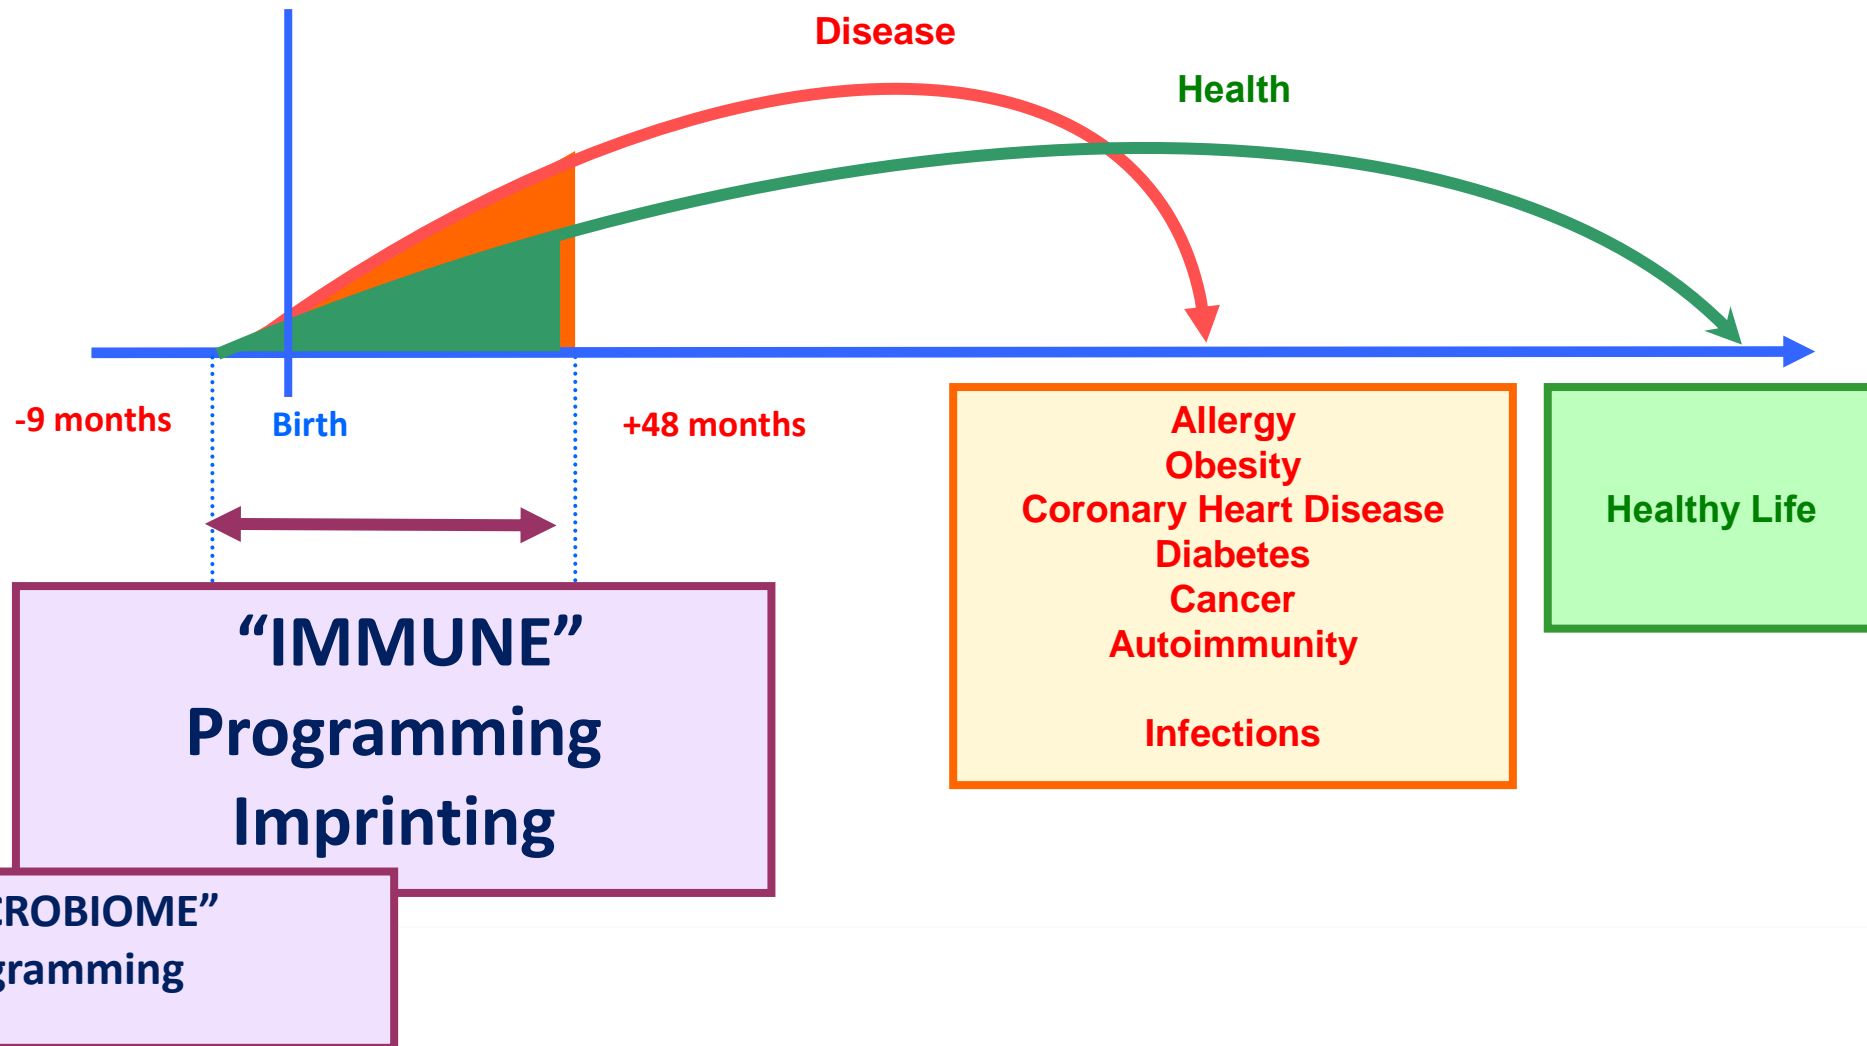 Disease
Health
-9 months
Birth
+48 months
Allergy
Obesity
Coronary Heart Disease
Diabetes
Cancer
Autoimmunity
Infections
Healthy Life
“IMMUNE”
Programming
Imprinting
CROBIOME”
gramming